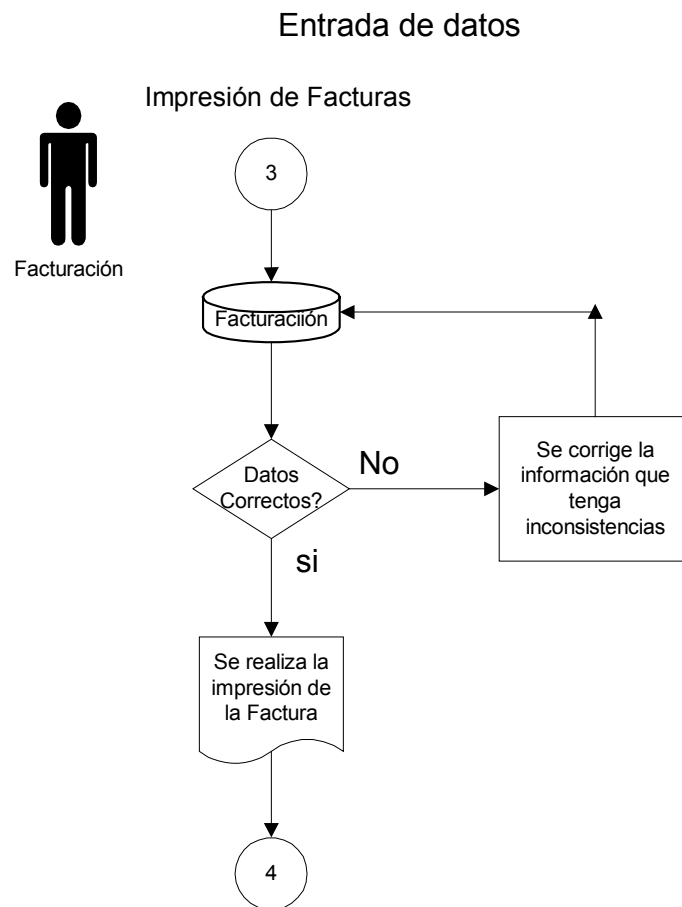 Entrada de datos
Impresión de Facturas
3
Facturación
Facturaciión
Datos
Correctos?
No
Se corrige la
información que
tenga
inconsistencias
si
Se realiza la
impresión de
la Factura
4